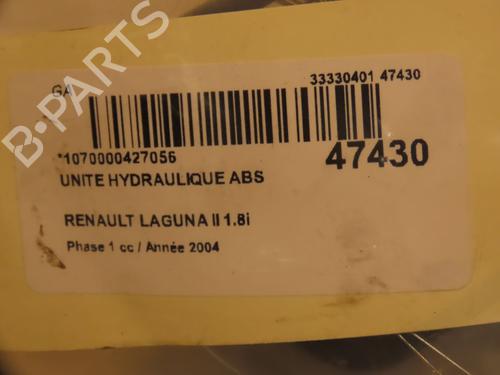 GA
33330401 47430
*1070000427056
47430
UNITE HYDRAULIQUE ABS
RENAULT LAGUNA II 1.8i
Phase 1 cc / Année 2004
B-PARTS